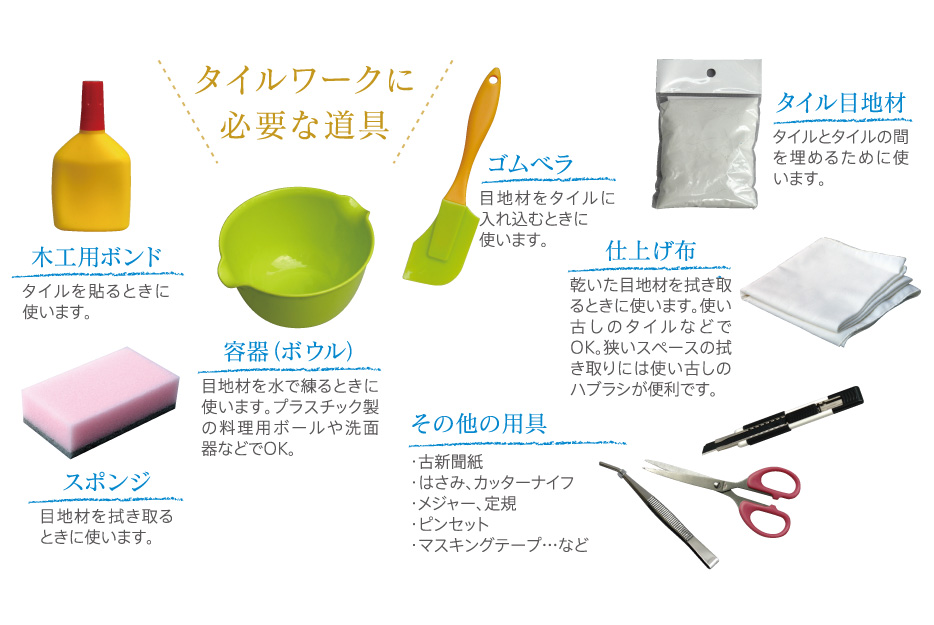 タイルワークに
必要な道具
木工用ボンド
タイルを貼るときに
使います。
容器（ボウル）
目地材を水で練るときに
使います。プラスチック製
の料理用ボールや洗面
器などでOK。
ゴムベラ
目地材をタイルに
入れ込むときに
使います。
タイル目地材
タイルとタイルの間
を埋めるために使
います。
仕上げ布
乾いた目地材を拭き取
るときに使います。使い
古しのタイルなどで
OK。狭いスペースの拭
き取りには使い古しの
ハブラシが便利です。
スポンジ
目地材を拭き取る
ときに使います。
その他の用具
・古新聞紙
・はさみ、カッターナイフ
・メジャー、定規
・ピンセット
・マスキングテープ…など